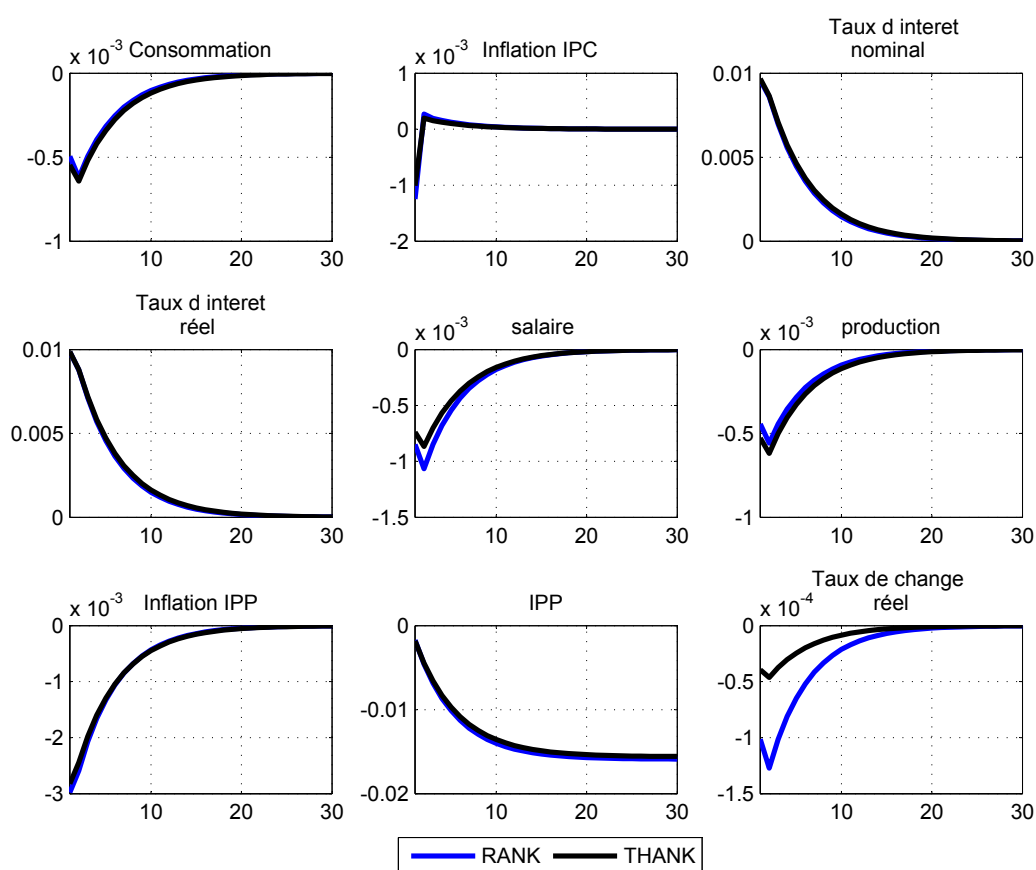 x 10⁻³ Consommation
0
-0.5
-1
10 20 30
x 10⁻³ Inflation IPC
1
0
-1
-2
10 20 30
Taux d interet
nominal
0.01
0.005
0
10 20 30
Taux d interet
réel
0.01
0.005
0
10 20 30
x 10⁻³ salaire
0
-0.5
-1
-1.5
10 20 30
x 10⁻³ production
0
-0.5
-1
10 20 30
x 10⁻³ Inflation IPP
0
-1
-2
-3
10 20 30
IPP
0
-0.01
-0.02
10 20 30
Taux de change
x 10⁻⁴ réel
0
-0.5
-1
-1.5
10 20 30
RANK THANK